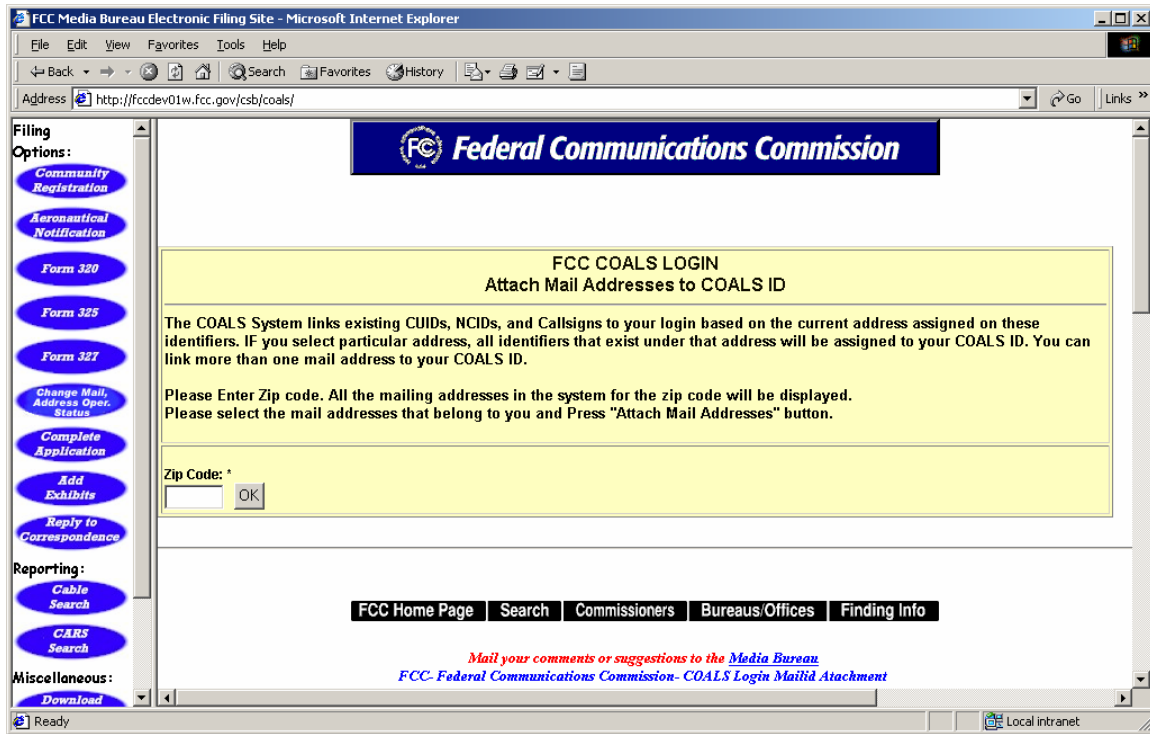 FCC Media Bureau Electronic Filing Site - Microsoft Internet Explorer
File Edit View Favorites Tools Help
Back Search Favorites History
Address http://fccdev01w.fcc.gov/csb/coals/ Go Links »
Filing
Options:
Community
Registration
Aeronautical
Notification
Form 320
Form 325
Form 327
Change Mail,
Address Oper.
Status
Complete
Application
Add
Exhibits
Reply to
Correspondence
Reporting:
Cable
Search
CARS
Search
Miscellaneous:
Download
FC Federal Communications Commission
FCC COALS LOGIN
Attach Mail Addresses to COALS ID
The COALS System links existing CUIDs, NCIDs, and Callsigns to your login based on the current address assigned on these
identifiers. IF you select particular address, all identifiers that exist under that address will be assigned to your COALS ID. You can
link more than one mail address to your COALS ID.
Please Enter Zip code. All the mailing addresses in the system for the zip code will be displayed.
Please select the mail addresses that belong to you and Press "Attach Mail Addresses" button.
Zip Code: *
OK
FCC Home Page Search Commissioners Bureaus/Offices Finding Info
Mail your comments or suggestions to the Media Bureau
FCC- Federal Communications Commission- COALS Login Mailid Atachment
Ready Local intranet